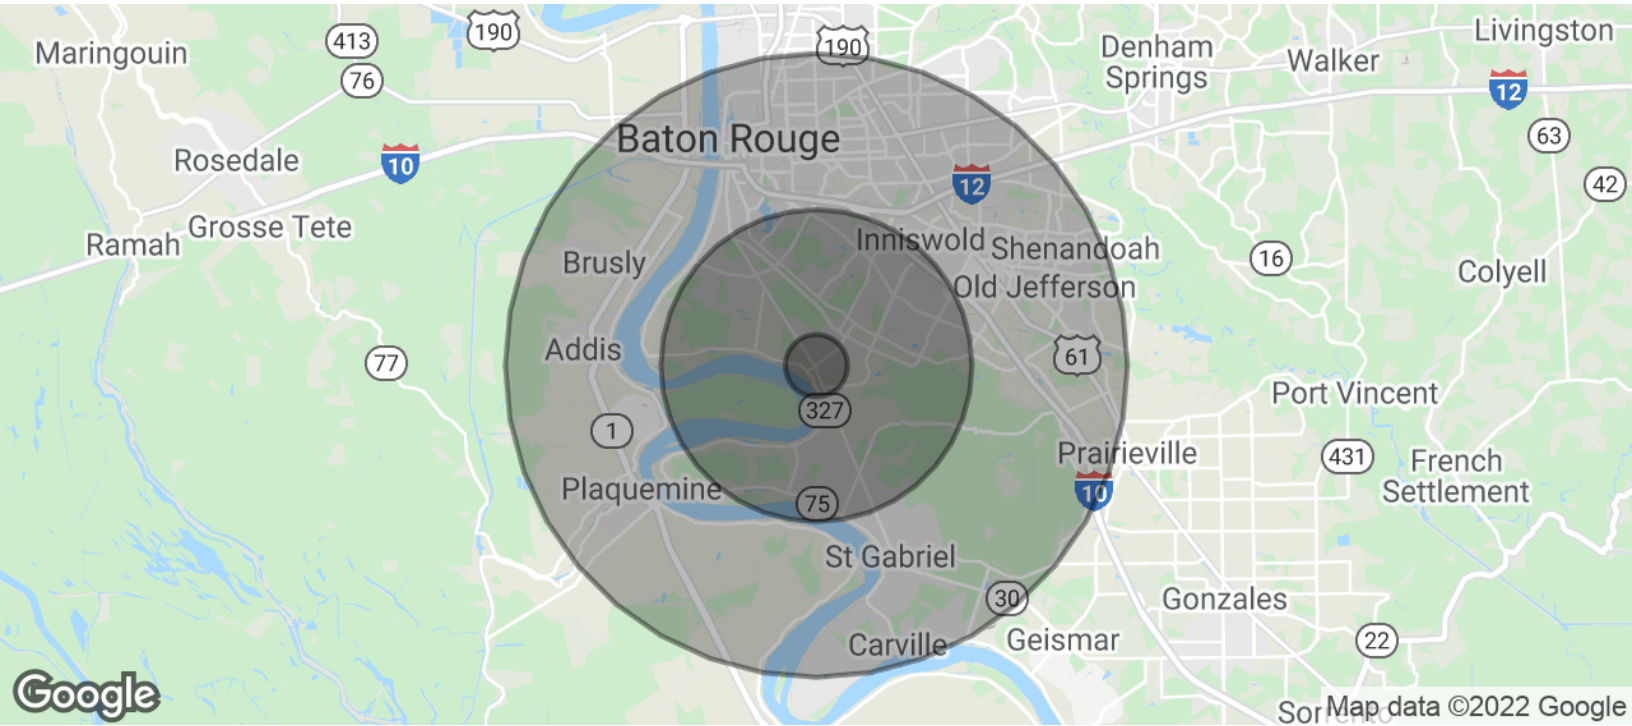 190
190
413
Maringouin
Livingston
Denham
Springs
Walker
76
12
Baton Rouge
63
Rosedale
10
12
42
Grosse Tete
Ramah
Inniswold
Shenandoah
Brusly
16
Colyell
Old Jefferson
Addis
61
77
Port Vincent
327
1
Prairieville
431
French
Settlement
Plaquemine
10
75
St Gabriel
30
Gonzales
Carville
Geismar
22
Google
Map data ©2022 Google